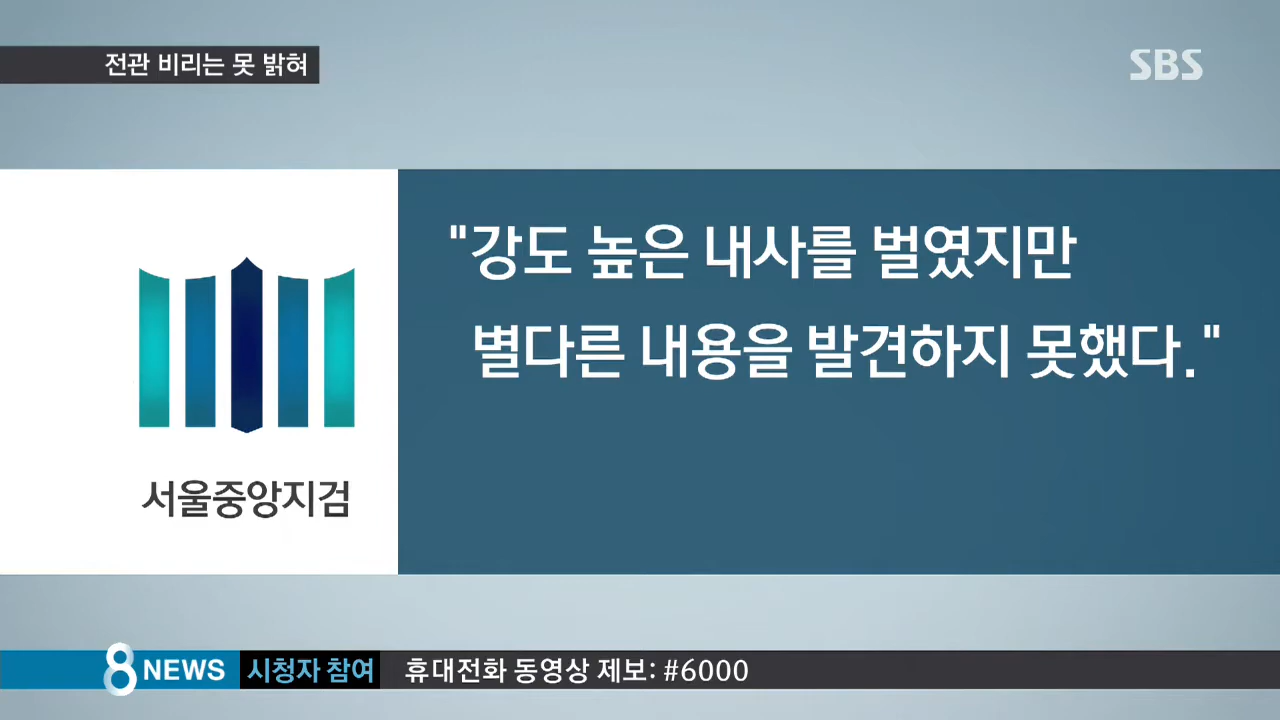 전관 비리는 못 밝혀
SBS
"강도 높은 내사를 벌였지만
별다른 내용을 발견하지 못했다."
서울중앙지검
8 NEWS 시청자 참여 휴대전화 동영상 제보: #6000